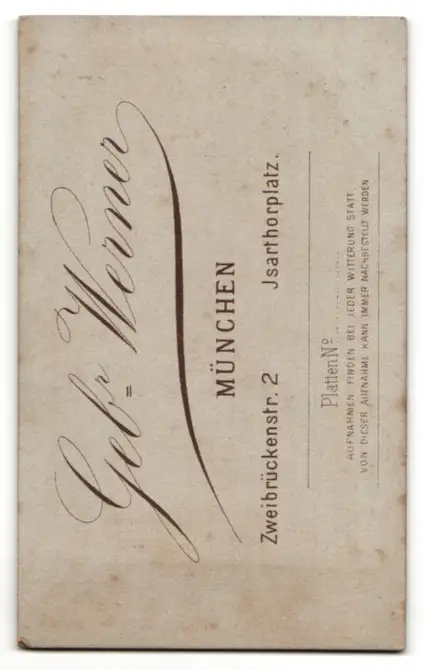 Gebr Werner
MÜNCHEN
Zweibrückenstr. 2 Jsarthorplatz.
Platten No
AUFNAHMEN FINDEN BEI JEDER WITTERUNG STATT.
VON DIESER AUFNAHME KANN IMMER NACHBESTELLT WERDEN